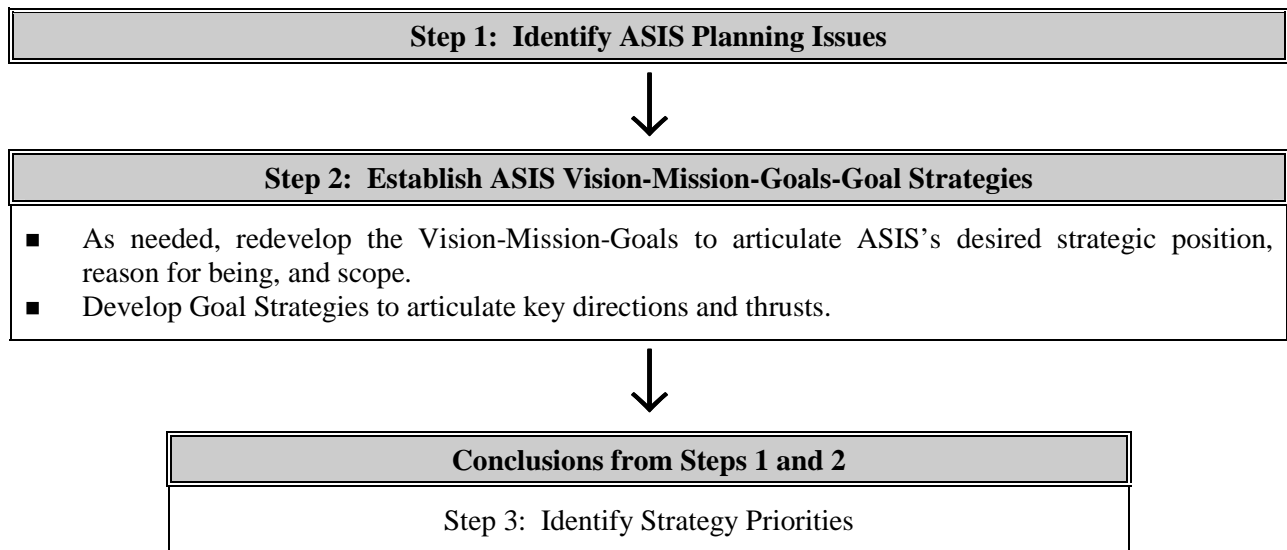 Step 1:  Identify ASIS Planning Issues
Step 2:  Establish ASIS Vision-Mission-Goals-Goal Strategies
■ As needed, redevelop the Vision-Mission-Goals to articulate ASIS's desired strategic position,
reason for being, and scope.
■ Develop Goal Strategies to articulate key directions and thrusts.
Conclusions from Steps 1 and 2
Step 3:  Identify Strategy Priorities